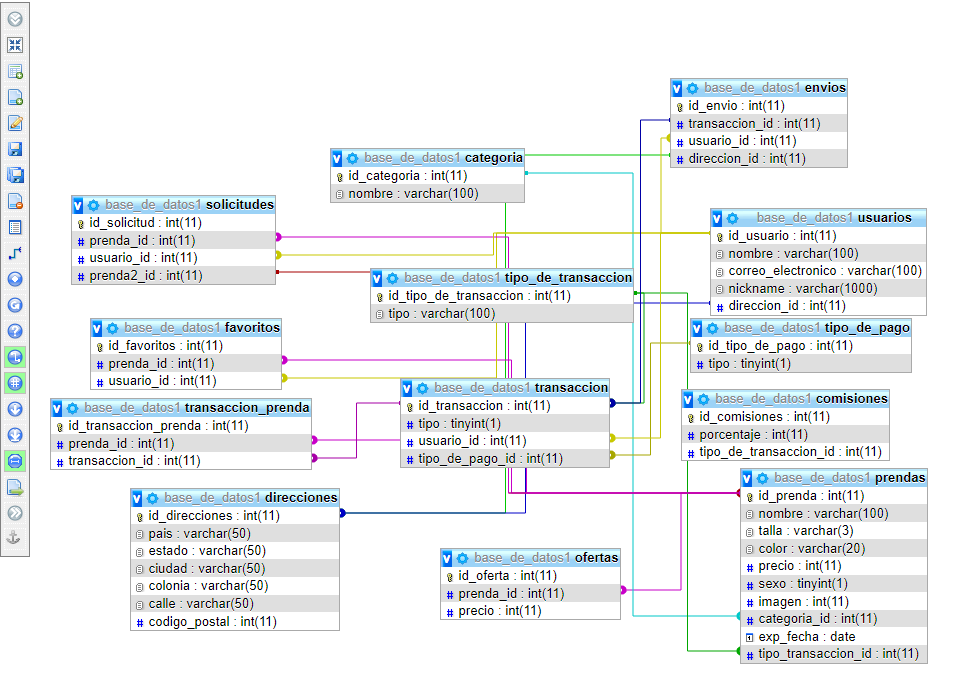 base_de_datos1 envios
id_envio : int(11)
transaccion_id : int(11)
usuario_id : int(11)
direccion_id : int(11)
base_de_datos1 categoria
id_categoria : int(11)
nombre : varchar(100)
base_de_datos1 solicitudes
id_solicitud : int(11)
prenda_id : int(11)
usuario_id : int(11)
prenda2_id : int(11)
base_de_datos1 usuarios
id_usuario : int(11)
nombre : varchar(100)
correo_electronico : varchar(100)
nickname : varchar(1000)
direccion_id : int(11)
base_de_datos1 tipo_de_transaccion
id_tipo_de_transaccion : int(11)
tipo : varchar(100)
base_de_datos1 favoritos
id_favoritos : int(11)
prenda_id : int(11)
usuario_id : int(11)
base_de_datos1 tipo_de_pago
id_tipo_de_pago : int(11)
tipo : tinyint(1)
base_de_datos1 transaccion
id_transaccion : int(11)
tipo : tinyint(1)
usuario_id : int(11)
tipo_de_pago_id : int(11)
base_de_datos1 comisiones
id_comisiones : int(11)
porcentaje : int(11)
tipo_de_transaccion_id : int(11)
base_de_datos1 transaccion_prenda
id_transaccion_prenda : int(11)
prenda_id : int(11)
transaccion_id : int(11)
base_de_datos1 prendas
id_prenda : int(11)
nombre : varchar(100)
talla : varchar(3)
color : varchar(20)
precio : int(11)
sexo : tinyint(1)
imagen : int(11)
categoria_id : int(11)
exp_fecha : date
tipo_transaccion_id : int(11)
base_de_datos1 direcciones
id_direcciones : int(11)
pais : varchar(50)
estado : varchar(50)
ciudad : varchar(50)
colonia : varchar(50)
calle : varchar(50)
codigo_postal : int(11)
base_de_datos1 ofertas
id_oferta : int(11)
prenda_id : int(11)
precio : int(11)